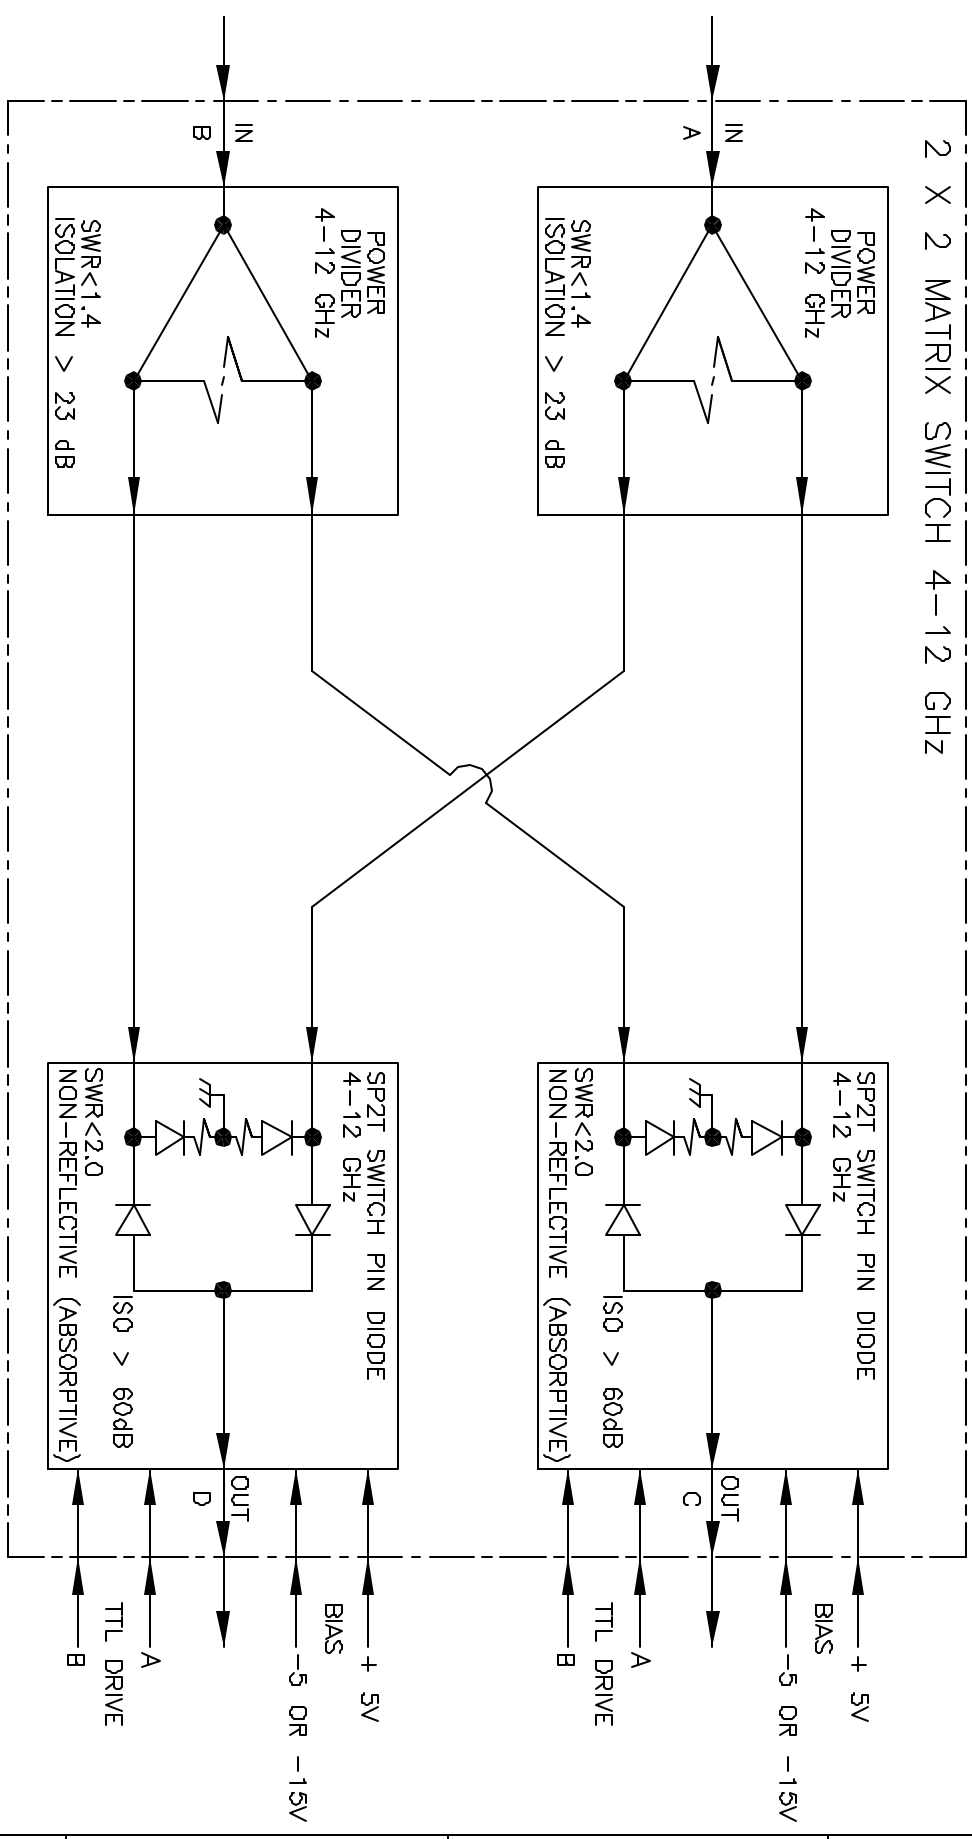 2 X 2 MATRIX SWITCH 4-12 GHz
IN
A
POWER
DIVIDER
4-12 GHz
SWR<1.4
ISOLATION > 23 dB
SP2T SWITCH PIN DIODE
4-12 GHz
SWR<2.0
NON-REFLECTIVE (ABSORPTIVE)
ISO > 60dB
OUT
C
+ 5V
BIAS
-5 OR -15V
A
TTL DRIVE
B
IN
B
POWER
DIVIDER
4-12 GHz
SWR<1.4
ISOLATION > 23 dB
SP2T SWITCH PIN DIODE
4-12 GHz
SWR<2.0
NON-REFLECTIVE (ABSORPTIVE)
ISO > 60dB
OUT
D
+ 5V
BIAS
-5 OR -15V
A
TTL DRIVE
B